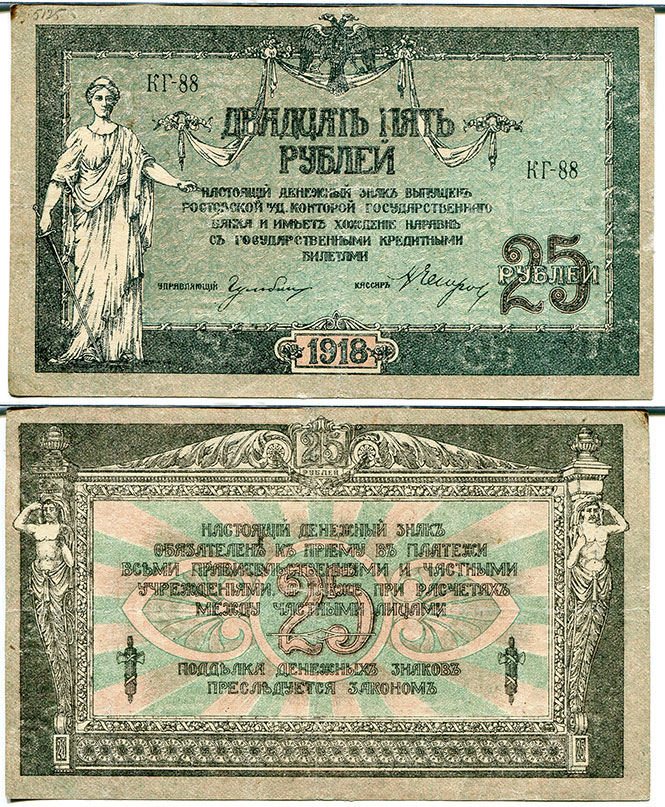 5125
КГ-88
ДВАДЦАТЬ ПЯТЬ
РУБЛЕЙ
КГ-88
НАСТОЯЩІЙ ДЕНЕЖНЫЙ ЗНАКЪ ВЫПУЩЕНЪ
РОСТОВСКОЙ н/Д. КОНТОРОЙ ГОСУДАРСТВЕННАГО
БАНКА И ИМѢЕТЪ ХОЖДЕНІЕ НАРАВНѢ
СЪ ГОСУДАРСТВЕННЫМИ КРЕДИТНЫМИ
БИЛЕТАМИ
УПРАВЛЯЮЩІЙ
КАССИРЪ
25
РУБЛЕЙ
1918
25
РУБЛЕЙ
НАСТОЯЩІЙ ДЕНЕЖНЫЙ ЗНАКЪ
ОБЯЗАТЕЛЕНЪ КЪ ПРІЕМУ ВЪ ПЛАТЕЖИ
ВСѢМИ ПРАВИТЕЛЬСТВЕННЫМИ И ЧАСТНЫМИ
УЧРЕЖДЕНІЯМИ, А ТАКЖЕ ПРИ РАСЧЕТАХЪ
МЕЖДУ ЧАСТНЫМИ ЛИЦАМИ
25
ПОДДѢЛКА ДЕНЕЖНЫХЪ ЗНАКОВЪ
ПРЕСЛѢДУЕТСЯ ЗАКОНОМЪ